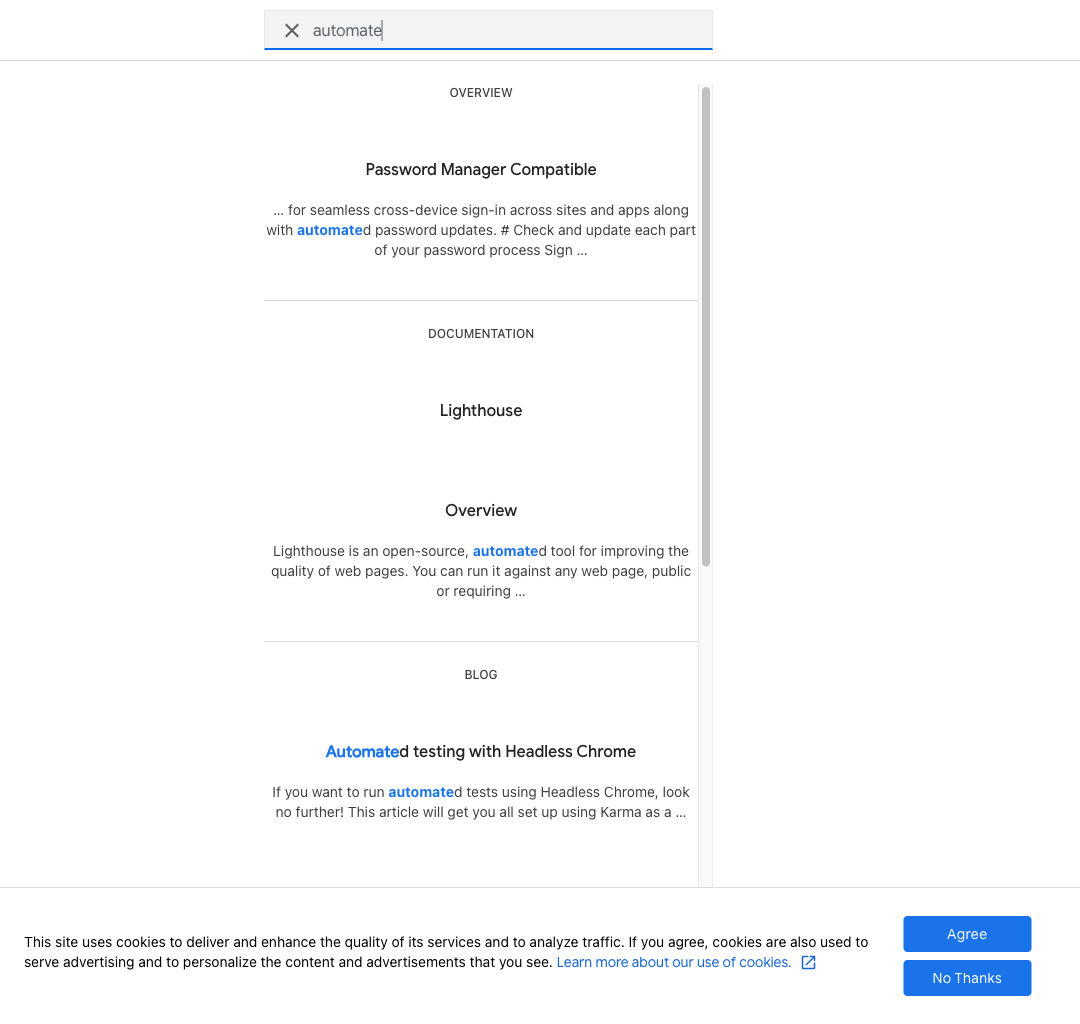 automate
OVERVIEW
Password Manager Compatible
... for seamless cross-device sign-in across sites and apps along
with automated password updates. # Check and update each part
of your password process Sign ...
DOCUMENTATION
Lighthouse
Overview
Lighthouse is an open-source, automated tool for improving the
quality of web pages. You can run it against any web page, public
or requiring ...
BLOG
Automated testing with Headless Chrome
If you want to run automated tests using Headless Chrome, look
no further! This article will get you all set up using Karma as a ...
This site uses cookies to deliver and enhance the quality of its services and to analyze traffic. If you agree, cookies are also used to
serve advertising and to personalize the content and advertisements that you see. Learn more about our use of cookies.
Agree
No Thanks